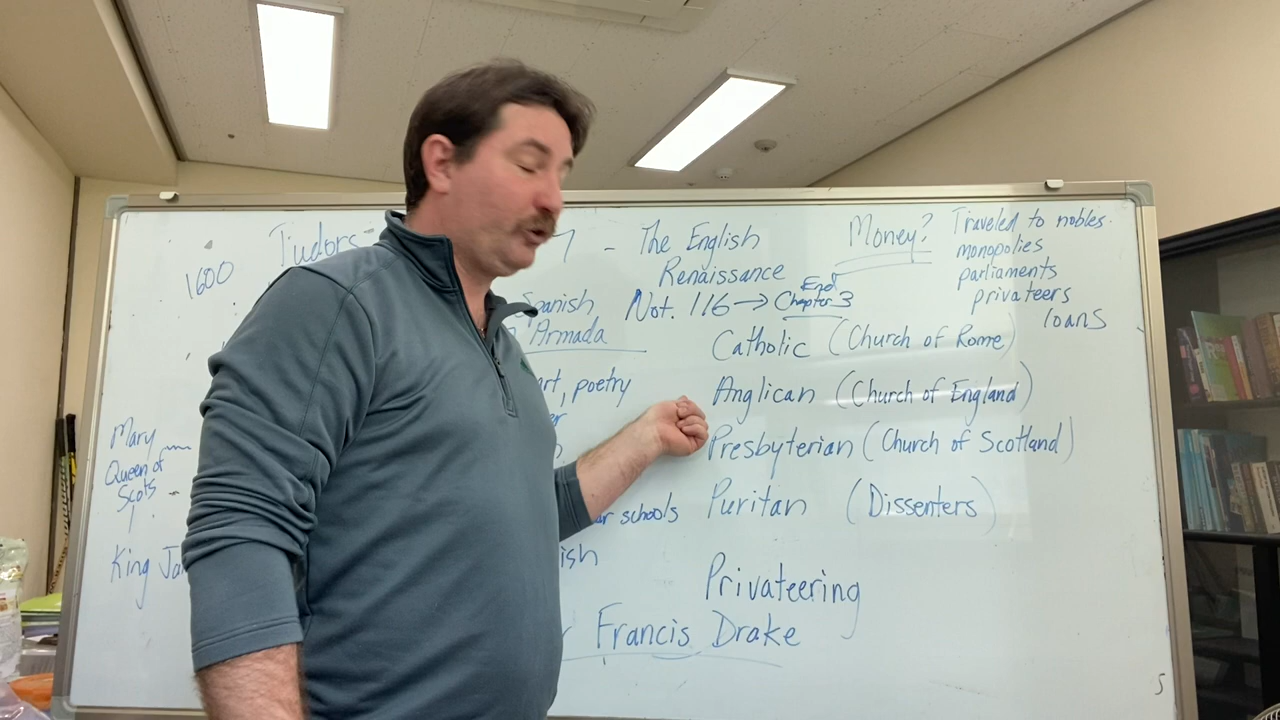 Tudors
1600
7 - The English
Renaissance
Money?
Traveled to nobles.
monopolies
parliaments
privateers
loans
Spanish
Armada
Not. 116 → End
Chapter 3
Catholic (Church of Rome)
art, poetry
Anglican (Church of England)
Presbyterian (Church of Scotland)
Mary
Queen of
Scots
King Ja
ar schools
Puritan (Dissenters)
ish
Privateering
Francis Drake
5